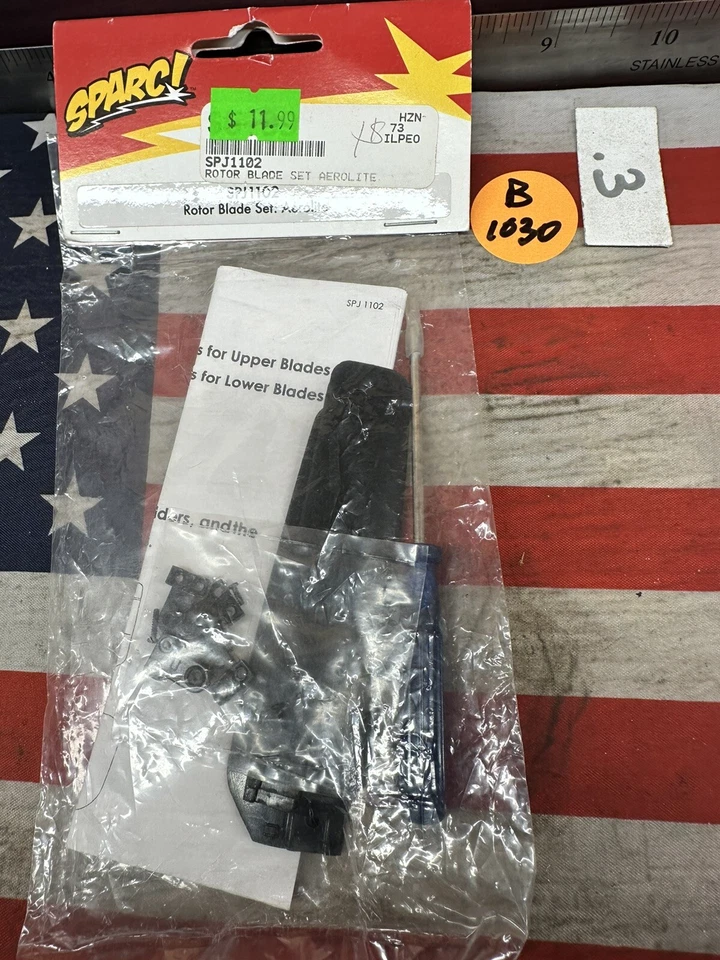 9
10
STAINLESS
SPARC!
$ 11.99
x8
HZN-
73
ILPEO
SPJ1102
ROTOR BLADE SET AEROLITE
SPJ1102
Rotor Blade Set: Aerolite
B
1030
.3
SPJ 1102
s for Upper Blades
s for Lower Blades
ders, and the